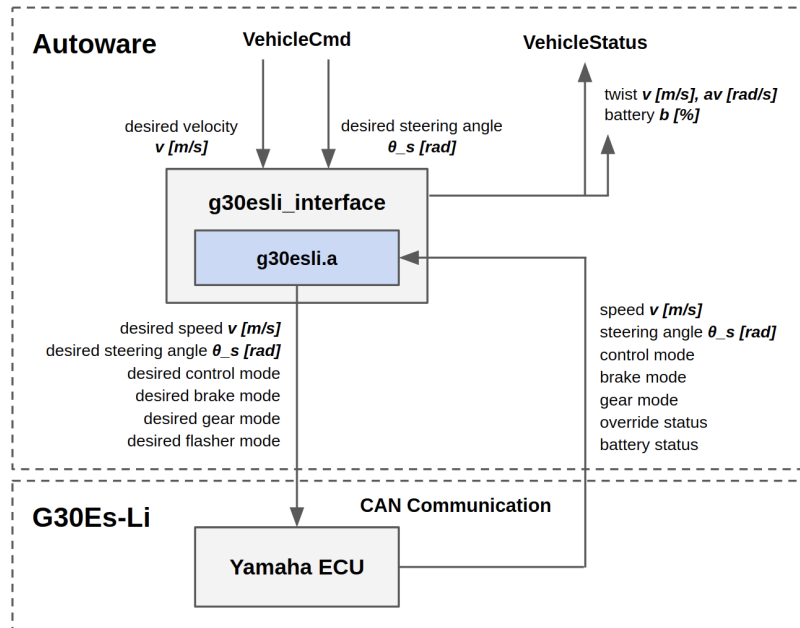 Autoware
VehicleCmd
VehicleStatus
twist v [m/s], av [rad/s]
battery b [%]
desired velocity
v [m/s]
desired steering angle
θ_s [rad]
g30esli_interface
g30esli.a
desired speed v [m/s]
desired steering angle θ_s [rad]
desired control mode
desired brake mode
desired gear mode
desired flasher mode
speed v [m/s]
steering angle θ_s [rad]
control mode
brake mode
gear mode
override status
battery status
G30Es-Li
CAN Communication
Yamaha ECU